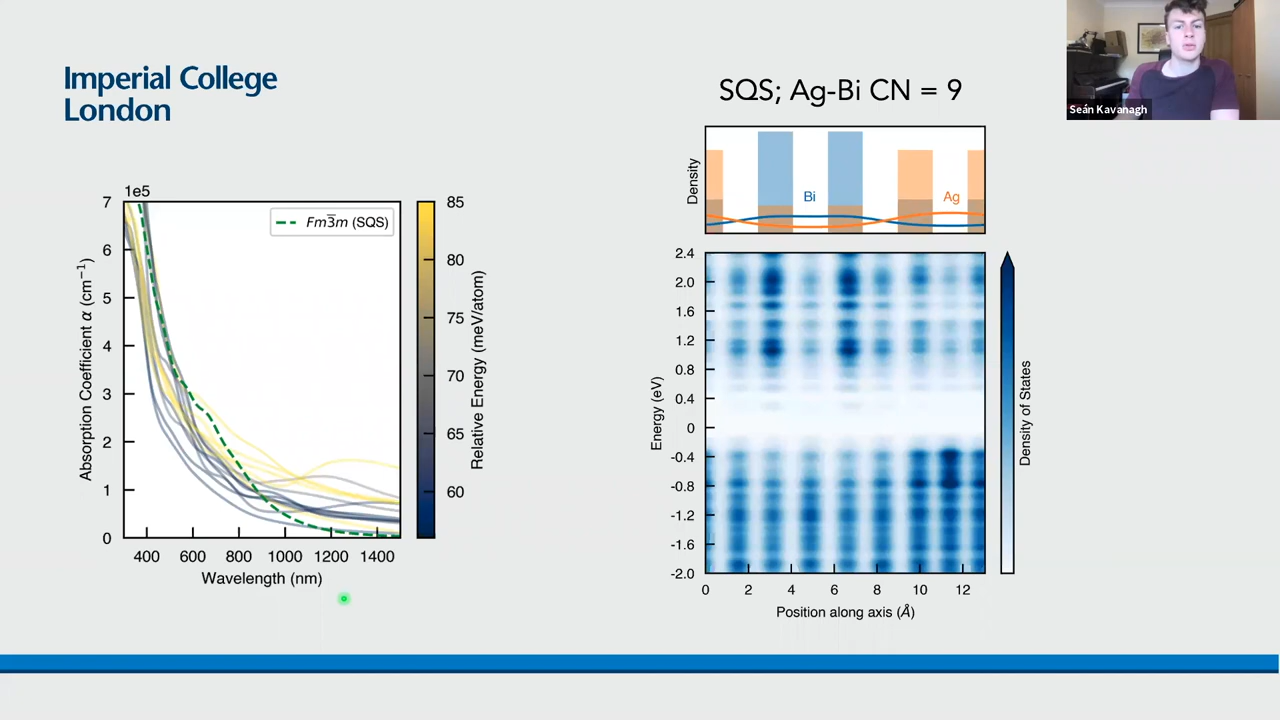 Imperial College
London
SQS; Ag-Bi CN = 9
Seán Kavanagh
1e5
7
6
5
4
3
2
1
0
400 600 800 1000 1200 1400
Wavelength (nm)
Absorption Coefficient α (cm⁻¹)
Fm3̅m (SQS)
85
80
75
70
65
60
Relative Energy (meV/atom)
Density
Bi
Ag
2.4
2.0
1.6
1.2
0.8
0.4
0
-0.4
-0.8
-1.2
-1.6
-2.0
Energy (eV)
0 2 4 6 8 10 12
Position along axis (Å)
Density of States